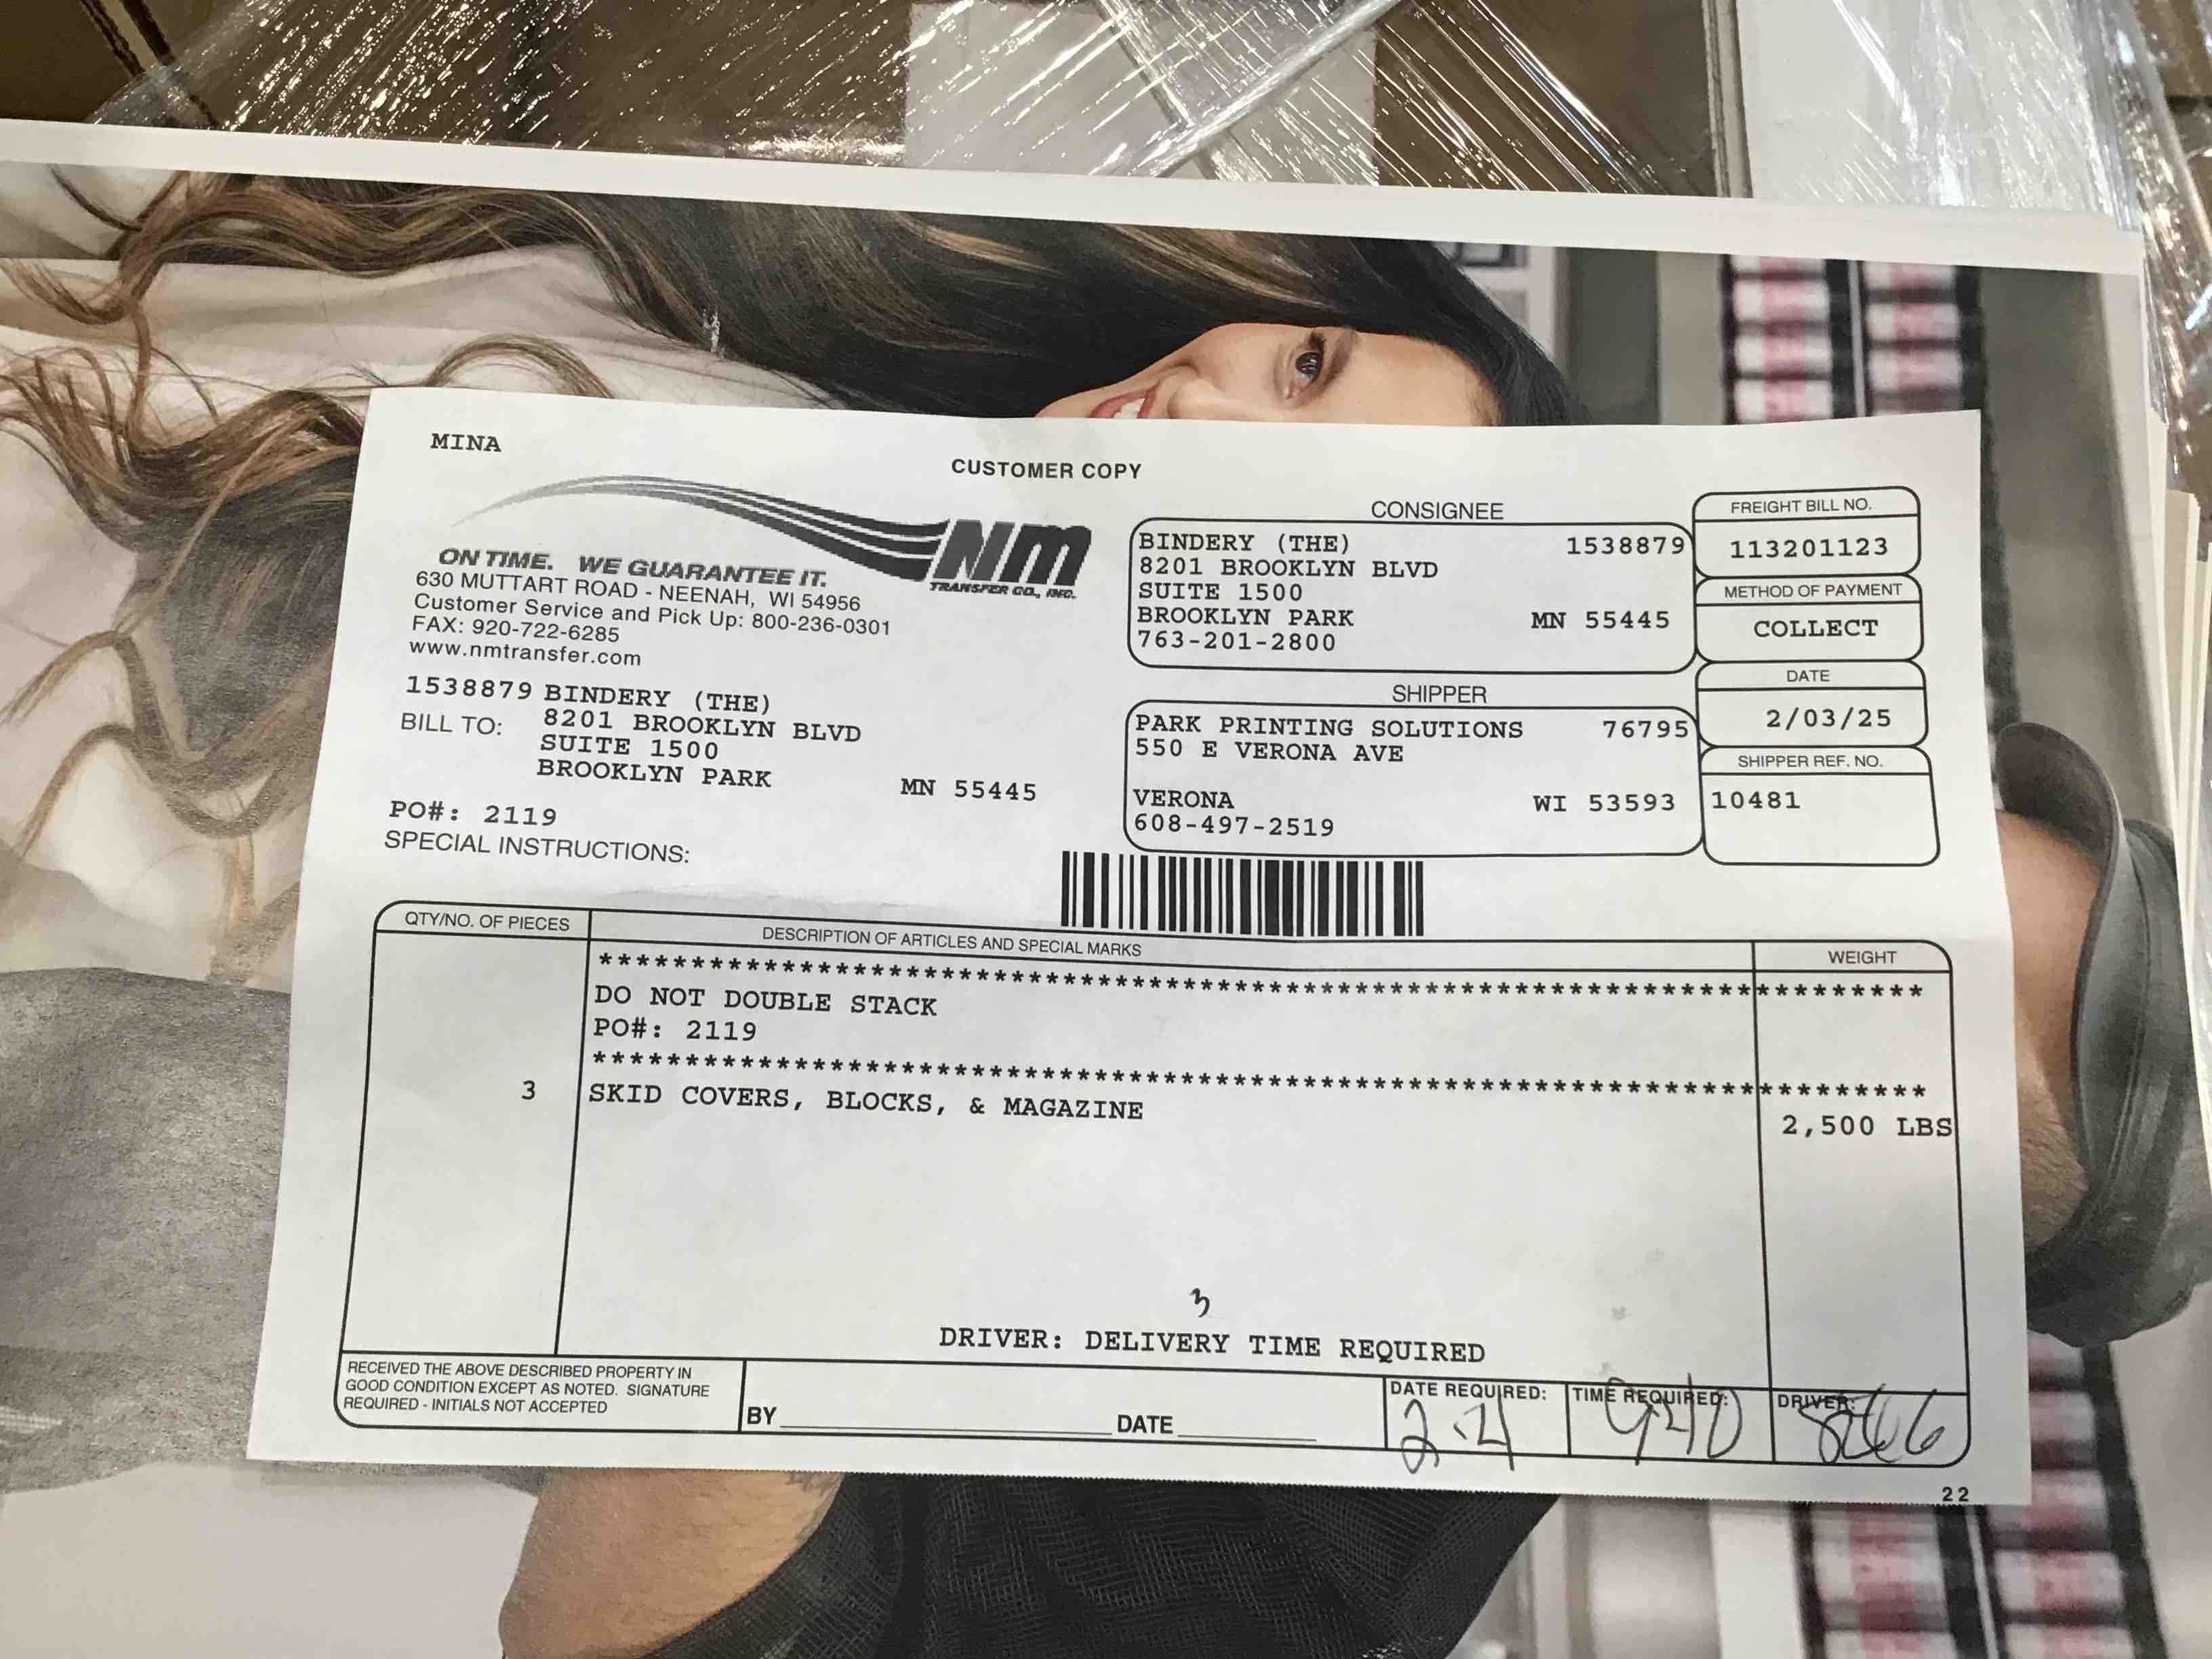 MINA
CUSTOMER COPY
ON TIME. WE GUARANTEE IT.
NM
TRANSFER CO., INC.
630 MUTTART ROAD - NEENAH, WI 54956
Customer Service and Pick Up: 800-236-0301
FAX: 920-722-6285
www.nmtransfer.com
1538879 BINDERY (THE)
BILL TO: 8201 BROOKLYN BLVD
SUITE 1500
BROOKLYN PARK MN 55445
PO#: 2119
SPECIAL INSTRUCTIONS:
CONSIGNEE
BINDERY (THE) 1538879
8201 BROOKLYN BLVD
SUITE 1500
BROOKLYN PARK MN 55445
763-201-2800
SHIPPER
PARK PRINTING SOLUTIONS 76795
550 E VERONA AVE
VERONA WI 53593
608-497-2519
FREIGHT BILL NO.
113201123
METHOD OF PAYMENT
COLLECT
DATE
2/03/25
SHIPPER REF. NO.
10481
QTY/NO. OF PIECES DESCRIPTION OF ARTICLES AND SPECIAL MARKS WEIGHT
DO NOT DOUBLE STACK
PO#: 2119
3 SKID COVERS, BLOCKS, & MAGAZINE 2,500 LBS
3
DRIVER: DELIVERY TIME REQUIRED
RECEIVED THE ABOVE DESCRIBED PROPERTY IN
GOOD CONDITION EXCEPT AS NOTED. SIGNATURE
REQUIRED - INITIALS NOT ACCEPTED
BY DATE
DATE REQUIRED: TIME REQUIRED: DRIVER:
2.4 940
22